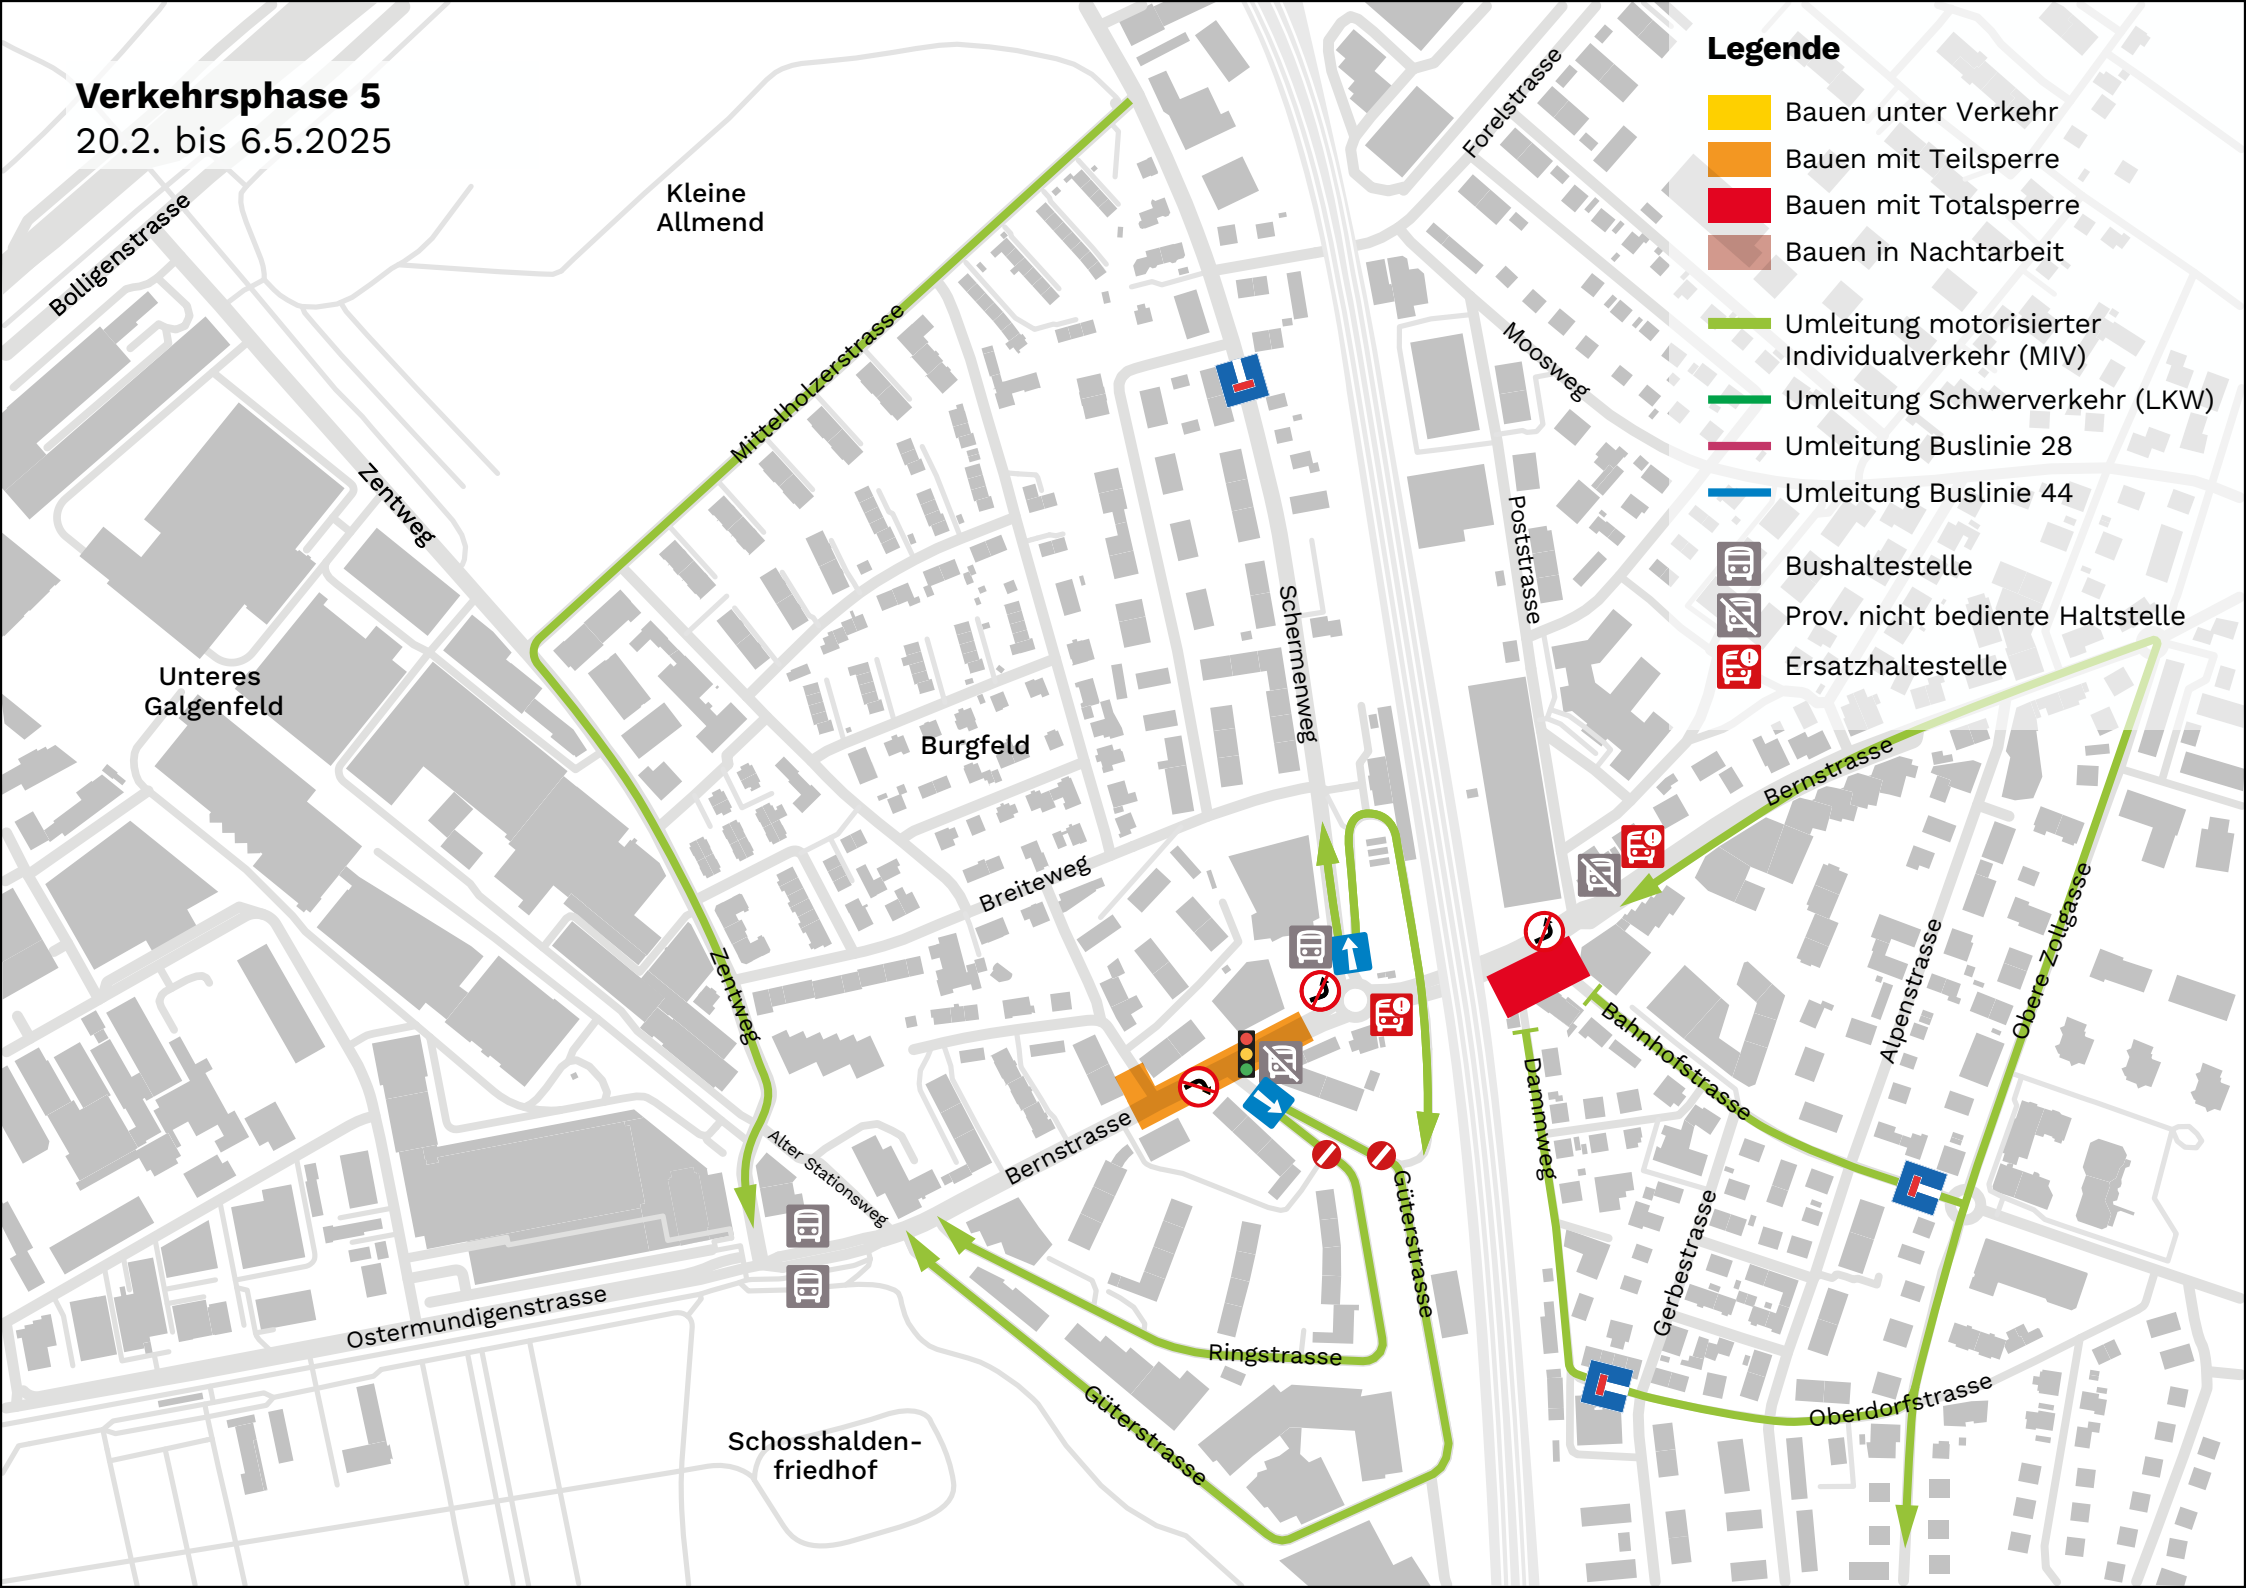 Verkehrsphase 5
20.2. bis 6.5.2025
Legende
Bauen unter Verkehr
Bauen mit Teilsperre
Bauen mit Totalsperre
Bauen in Nachtarbeit
Umleitung motorisierter
Individualverkehr (MIV)
Umleitung Schwerverkehr (LKW)
Umleitung Buslinie 28
Umleitung Buslinie 44
Bushaltestelle
Prov. nicht bediente Haltstelle
Ersatzhaltestelle
Bolligenstrasse
Kleine
Allmend
Forelstrasse
Mittelholzerstrasse
Moosweg
Zentweg
Poststrasse
Schermenweg
Unteres
Galgenfeld
Burgfeld
Bernstrasse
Breiteweg
Zentweg
Alpenstrasse
Obere Zollgasse
Bahnhofstrasse
Dammweg
Alter Stationsweg
Bernstrasse
Güterstrasse
Gerbestrasse
Ostermundigenstrasse
Ringstrasse
Oberdorfstrasse
Güterstrasse
Schosshalden-
friedhof